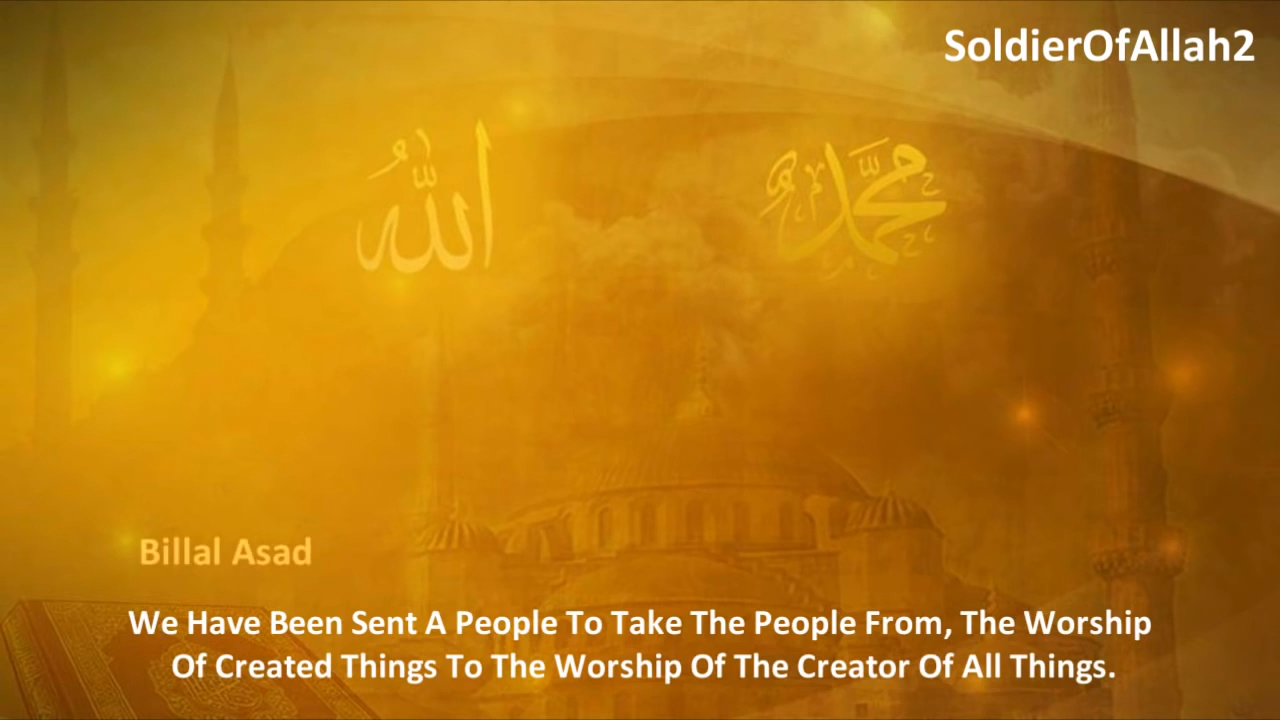 SoldierOfAllah2
اللهُ
محمد
Billal Asad
We Have Been Sent A People To Take The People From, The Worship
Of Created Things To The Worship Of The Creator Of All Things.